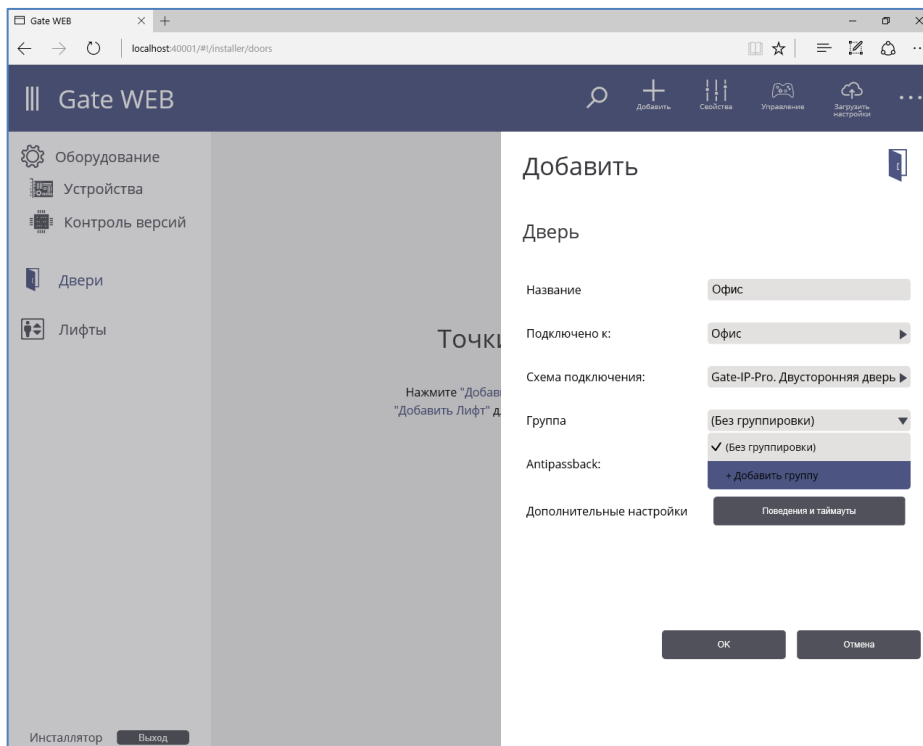 Gate WEB
localhost:40001/#!/installer/doors
Gate WEB
Добавить
Свойства
Управление
Загрузить
настройки
Оборудование
Устройства
Контроль версий
Двери
Лифты
Инсталлятор
Выход
Точки
Нажмите "Добави
"Добавить Лифт" д
Добавить
Дверь
Название
Офис
Подключено к:
Офис
Схема подключения:
Gate-IP-Pro. Двусторонняя дверь
Группа
(Без группировки)
(Без группировки)
+ Добавить группу
Antipassback:
Дополнительные настройки
Поведения и таймауты
OK
Отмена